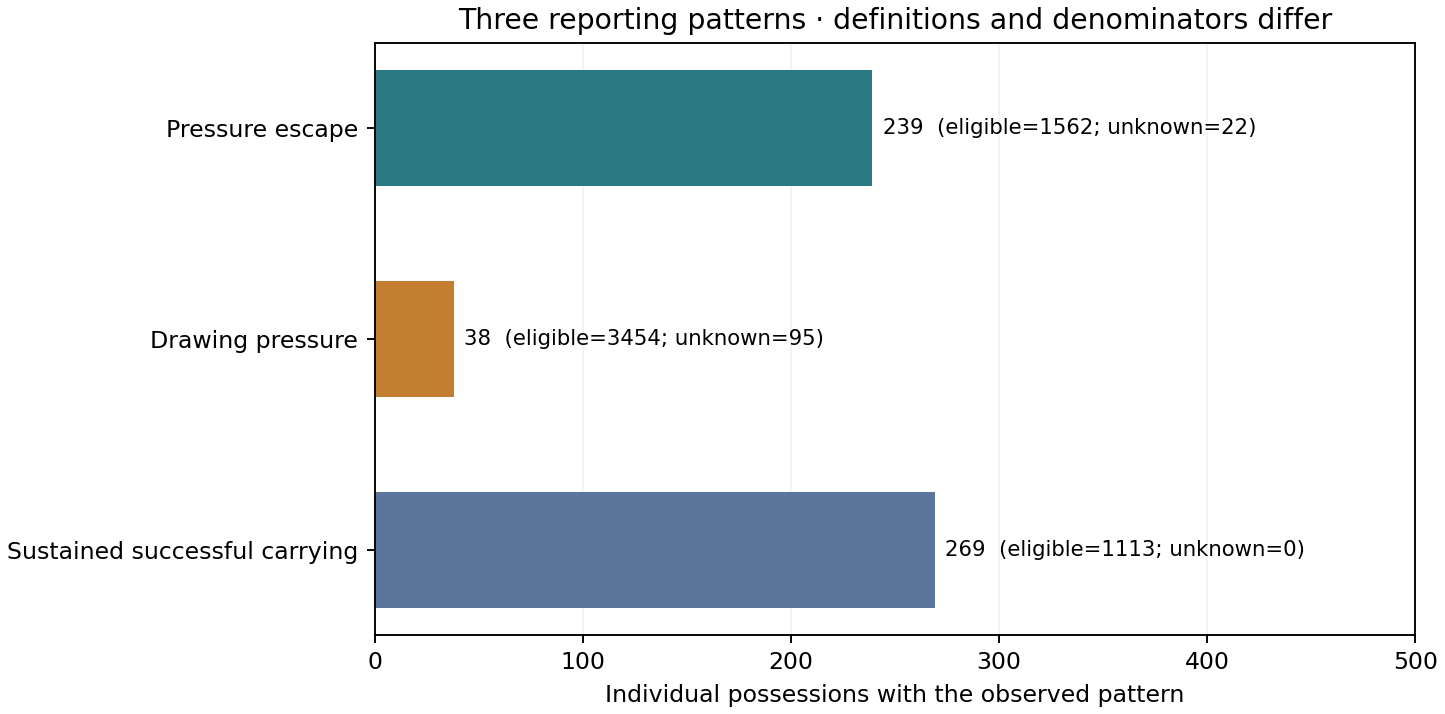 Three reporting patterns · definitions and denominators differ
Pressure escape
239  (eligible=1562; unknown=22)
Drawing pressure
38  (eligible=3454; unknown=95)
Sustained successful carrying
269  (eligible=1113; unknown=0)
0 100 200 300 400 500
Individual possessions with the observed pattern